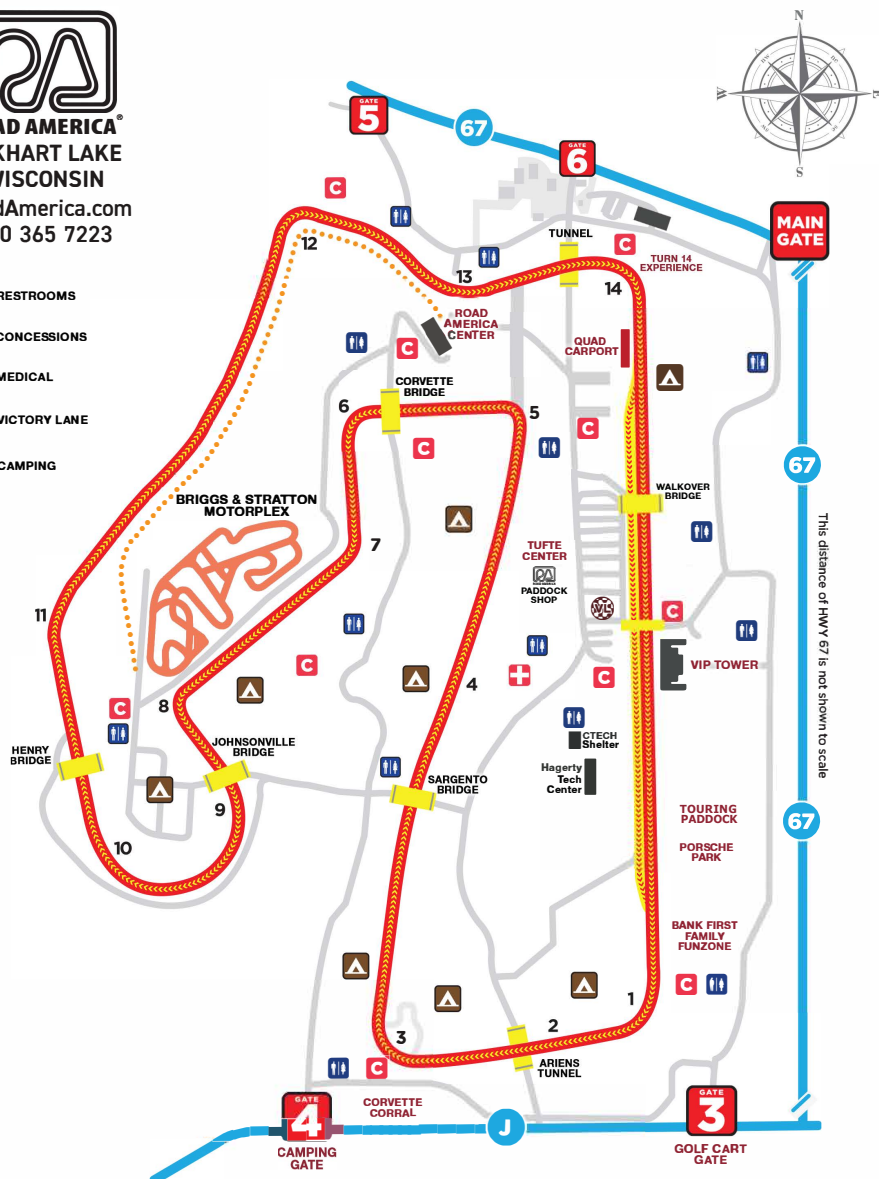 AD AMERICA®
KHART LAKE
WISCONSIN
dAmerica.com
0 365 7223
RESTROOMS
CONCESSIONS
MEDICAL
VICTORY LANE
CAMPING
N
E
S
W
GATE
5
67
GATE
6
MAIN
GATE
C
12
TUNNEL
C
13
14
TURN 14
EXPERIENCE
ROAD
AMERICA
CENTER
C
QUAD
CARPORT
CORVETTE
BRIDGE
6
5
C
C
67
WALKOVER
BRIDGE
BRIGGS & STRATTON
MOTORPLEX
7
TUFTE
CENTER
PADDOCK
SHOP
VL
C
This distance of HWY 67 is not shown to scale
11
C
4
C
VIP TOWER
8
C
HENRY
BRIDGE
JOHNSONVILLE
BRIDGE
CTECH
Shelter
SARGENTO
BRIDGE
Hagerty
Tech
Center
9
10
TOURING
PADDOCK
67
PORSCHE
PARK
BANK FIRST
FAMILY
FUNZONE
C
1
2
3
C
ARIENS
TUNNEL
GATE
4
CAMPING
GATE
CORVETTE
CORRAL
J
GATE
3
GOLF CART
GATE